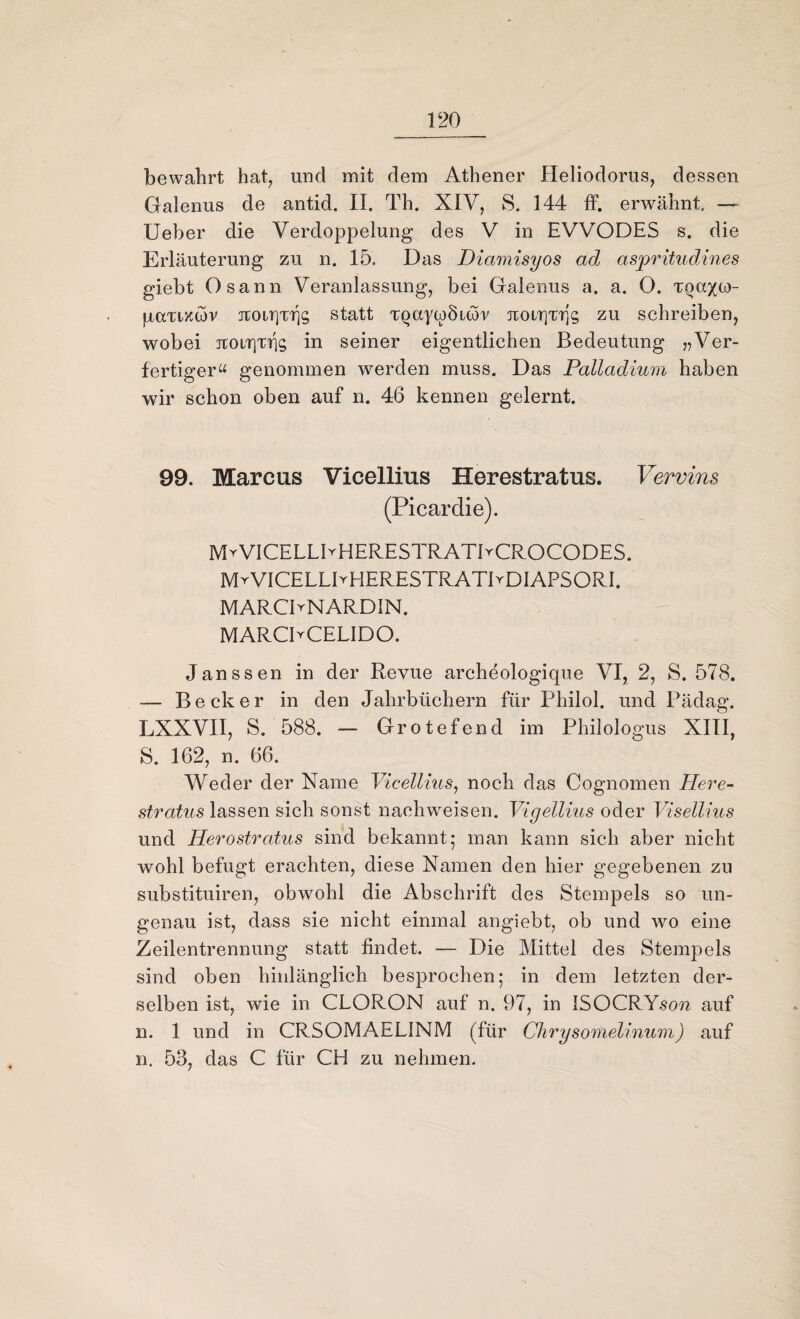 120
bewahrt hat, und mit dem Athener Heliodorus, dessen
Galenus de antid. II. Th. XIV, S. 144 ff. erwähnt. —
Ueber die Verdoppelung des V in EVVODES s. die
Erläuterung zu n. 15. Das Diamisyos ad aspritudines
giebt Osann Veranlassung, bei Galenus a. a. O. τραχω-
ματικῶν ποιητής statt τραγῳδιῶν ποιητής zu schreiben,
wobei ποιητής in seiner eigentlichen Bedeutung „Ver-
fertiger“ genommen werden muss. Das Palladium haben
wir schon oben auf n. 46 kennen gelernt.
99. Marcus Vicellius Herestratus. Vervins
(Picardie).
MʏVICELLIʏHERESTRATIʏCROCODES.
MʏVICELLIʏHERESTRATIʏDIAPSORI.
MARCIʏNARDIN.
MARCIʏCELIDO.
Janssen in der Revue archéologique VI, 2, S. 578.
— Becker in den Jahrbüchern für Philol. und Pädag.
LXXVII, S. 588. — Grotefend im Philologus XIII,
S. 162, n. 66.
Weder der Name Vicellius, noch das Cognomen Here-
stratus lassen sich sonst nachweisen. Vigellius oder Visellius
und Herostratus sind bekannt; man kann sich aber nicht
wohl befugt erachten, diese Namen den hier gegebenen zu
substituiren, obwohl die Abschrift des Stempels so un-
genau ist, dass sie nicht einmal angiebt, ob und wo eine
Zeilentrennung statt findet. — Die Mittel des Stempels
sind oben hinlänglich besprochen; in dem letzten der-
selben ist, wie in CLORON auf n. 97, in ISOCRYson auf
n. 1 und in CRSOMAELINM (für Chrysomelinum) auf
n. 53, das C für CH zu nehmen.